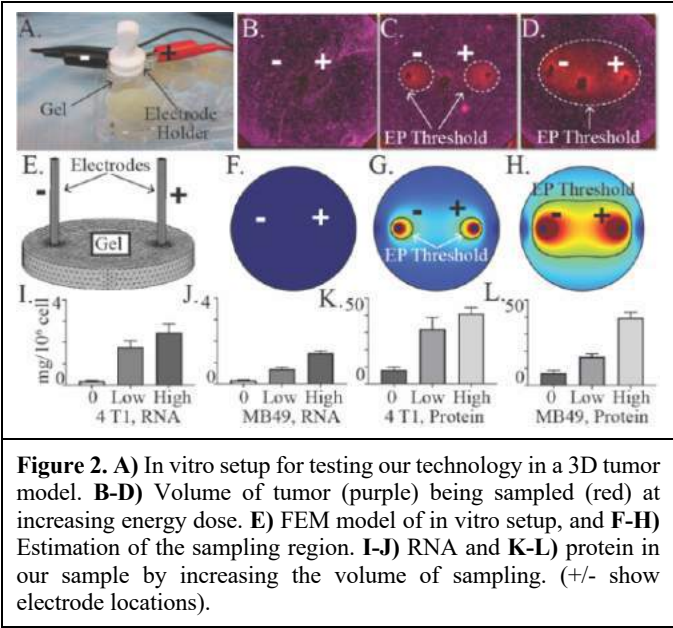 A.
B.
C.
D.
-
+
Gel
Electrode
Holder
- +
- +
EP Threshold
- +
EP Threshold
E.
Electrodes
-
+
Gel
F.
- +
G.
- +
EP Threshold
H.
EP Threshold
- +
I.
mg/10⁶ cell
4
2
0
0 Low High
4 T1, RNA
J.
4
2
0
0 Low High
MB49, RNA
K.
50
0
0 Low High
4 T1, Protein
L.
50
0
0 Low High
MB49, Protein
Figure 2. A) In vitro setup for testing our technology in a 3D tumor
model. B-D) Volume of tumor (purple) being sampled (red) at
increasing energy dose. E) FEM model of in vitro setup, and F-H)
Estimation of the sampling region. I-J) RNA and K-L) protein in
our sample by increasing the volume of sampling. (+/- show
electrode locations).